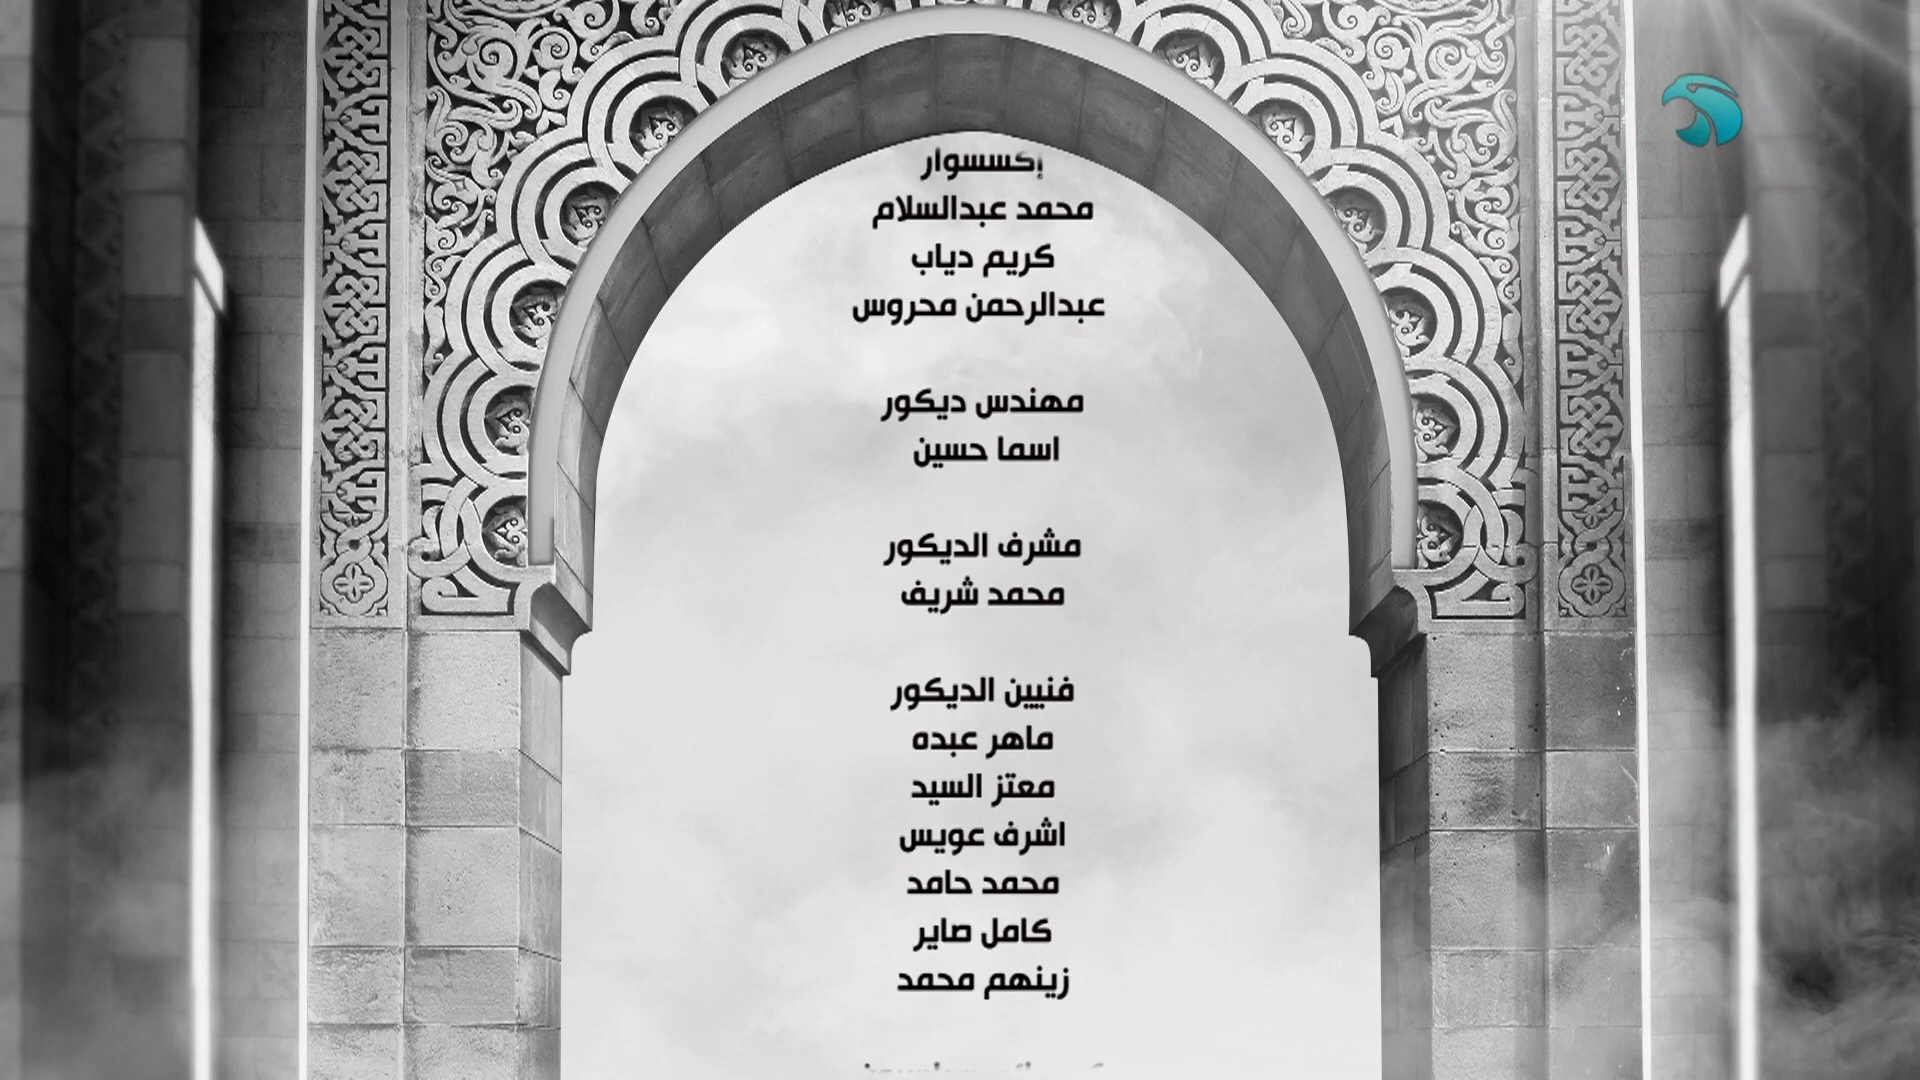 إكسسوار
محمد عبدالسلام
كريم دياب
عبدالرحمن محروس
مهندس ديكور
اسما حسين
مشرف الديكور
محمد شريف
فنيين الديكور
ماهر عبده
معتز السيد
اشرف عويس
محمد حامد
كامل صاير
زينهم محمد